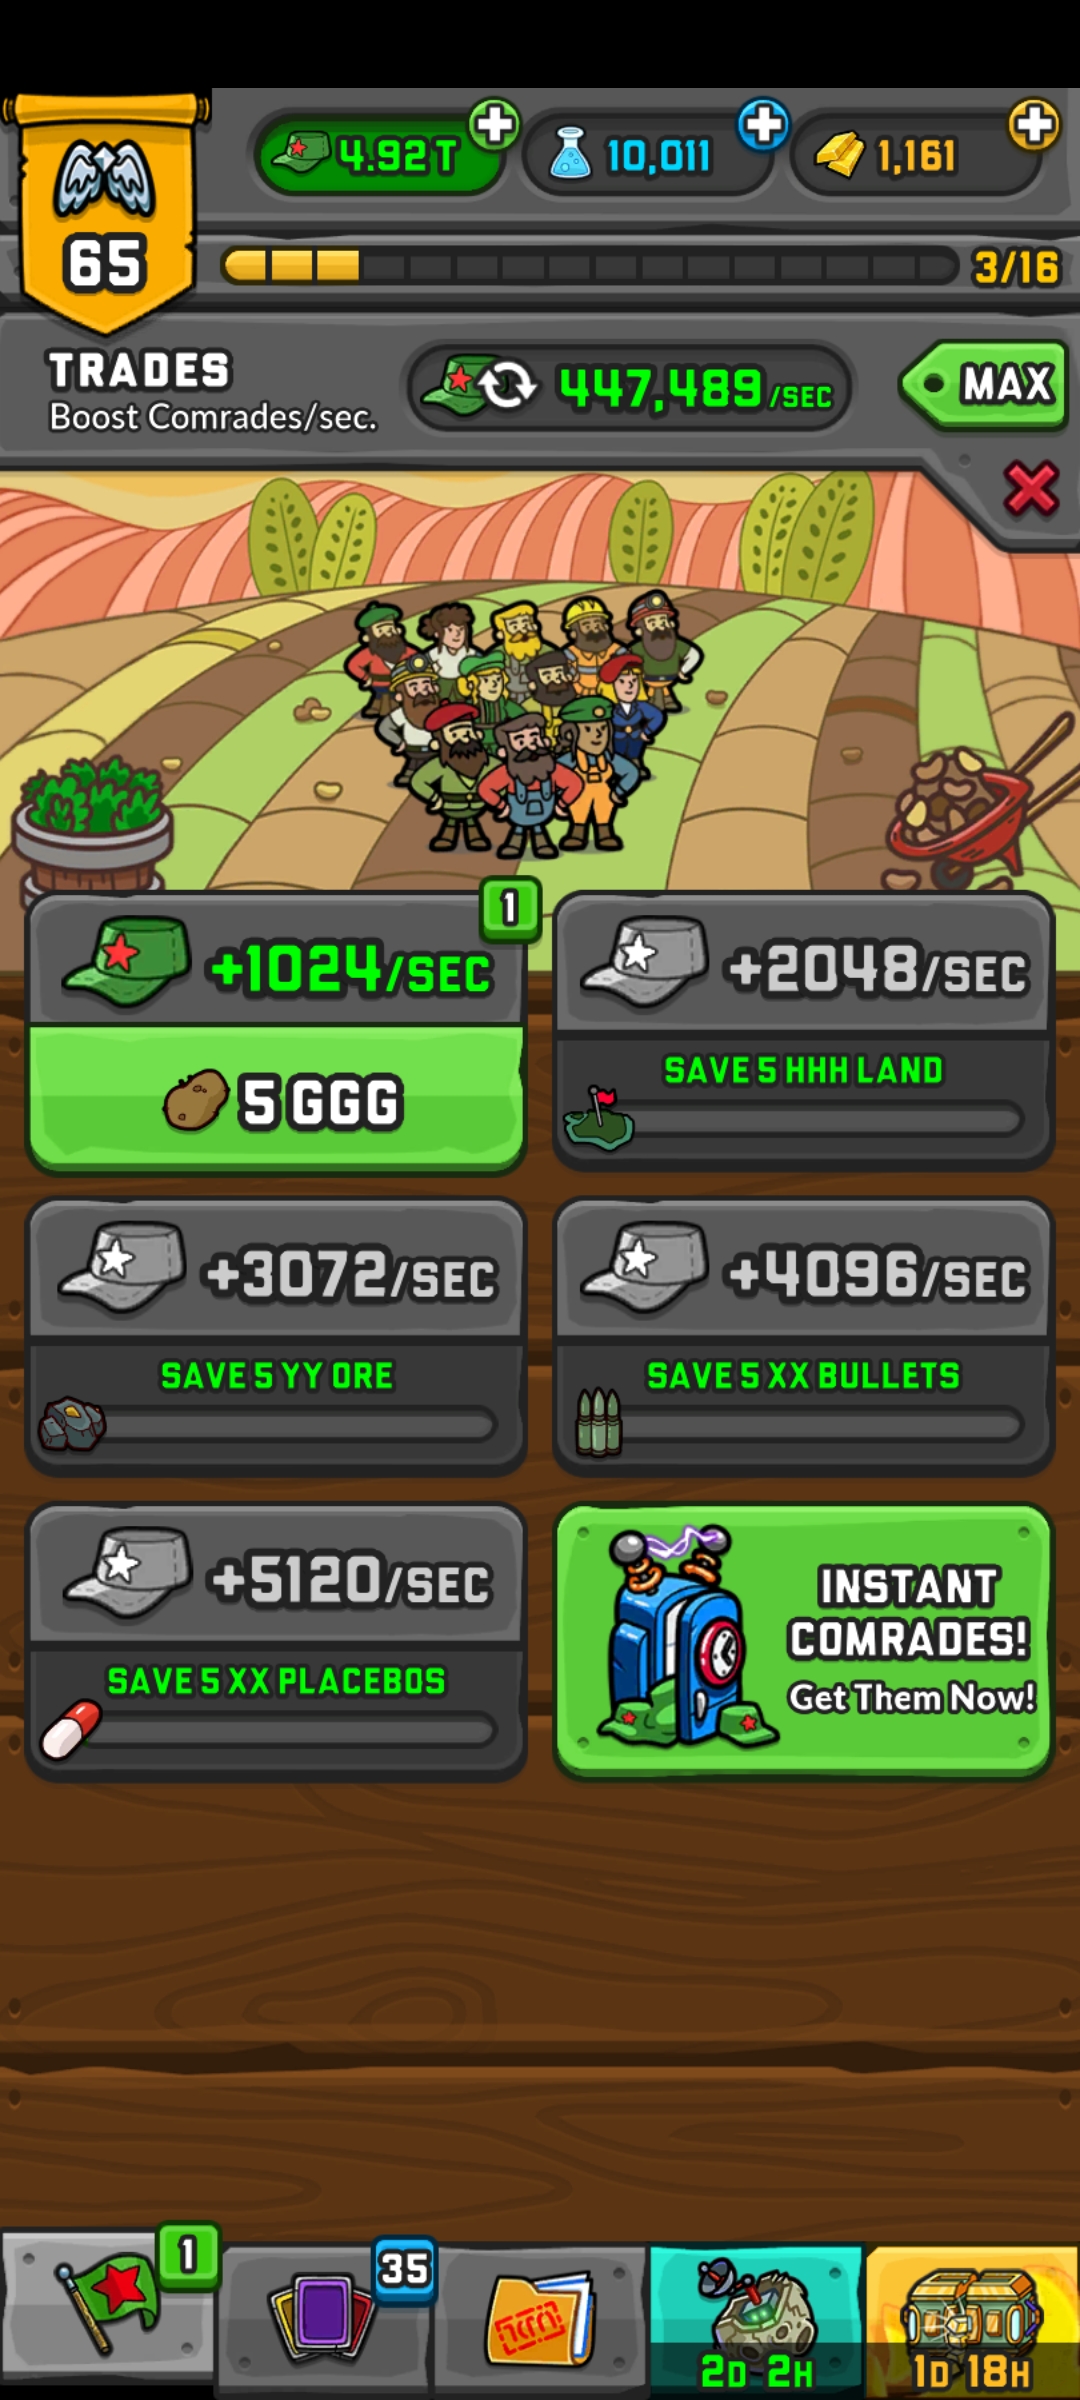 4.92T
10,011
1,161
65
3/16
TRADES
Boost Comrades/sec.
447,489/SEC
MAX
1
+1024/SEC
5 GGG
+2048/SEC
SAVE 5 HHH LAND
+3072/SEC
SAVE 5 YY ORE
+4096/SEC
SAVE 5 XX BULLETS
+5120/SEC
SAVE 5 XX PLACEBOS
INSTANT
COMRADES!
Get Them Now!
1
35
2D 2H
1D 18H